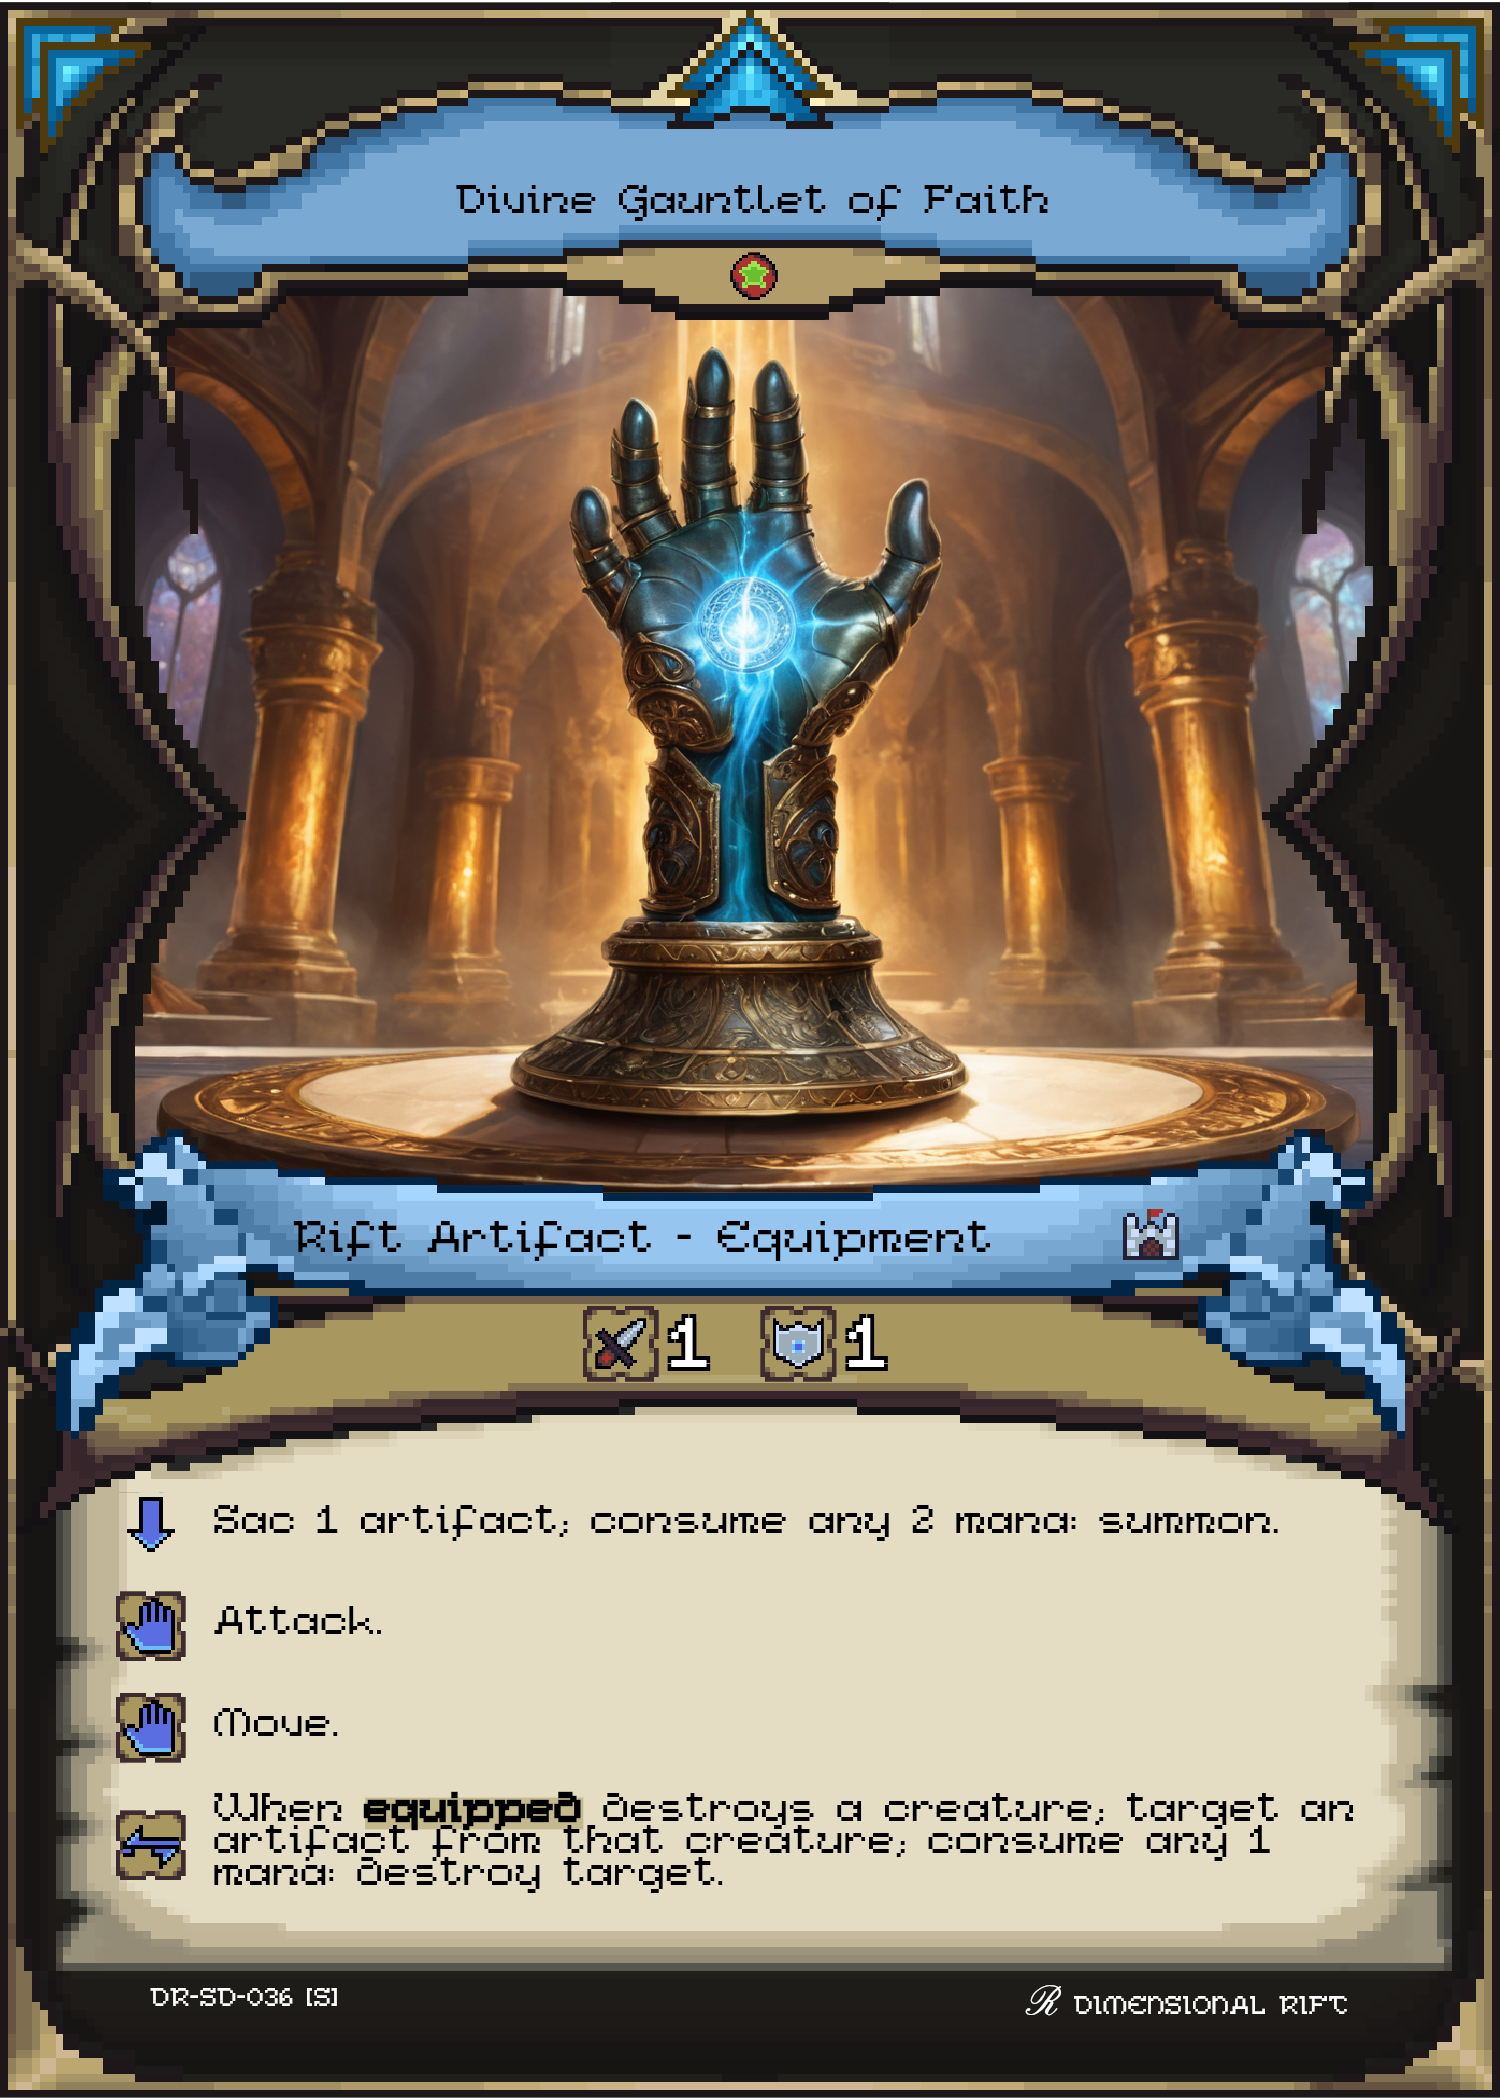 Divine Gauntlet of Faith
Rift Artifact - Equipment
1 1
Sac 1 artifact; consume any 2 mana: summon.
Attack.
Move.
When equipped destroys a creature; target an
artifact from that creature; consume any 1
mana: destroy target.
DR-SD-036 [S]
R DIMENSIONAL RIFT